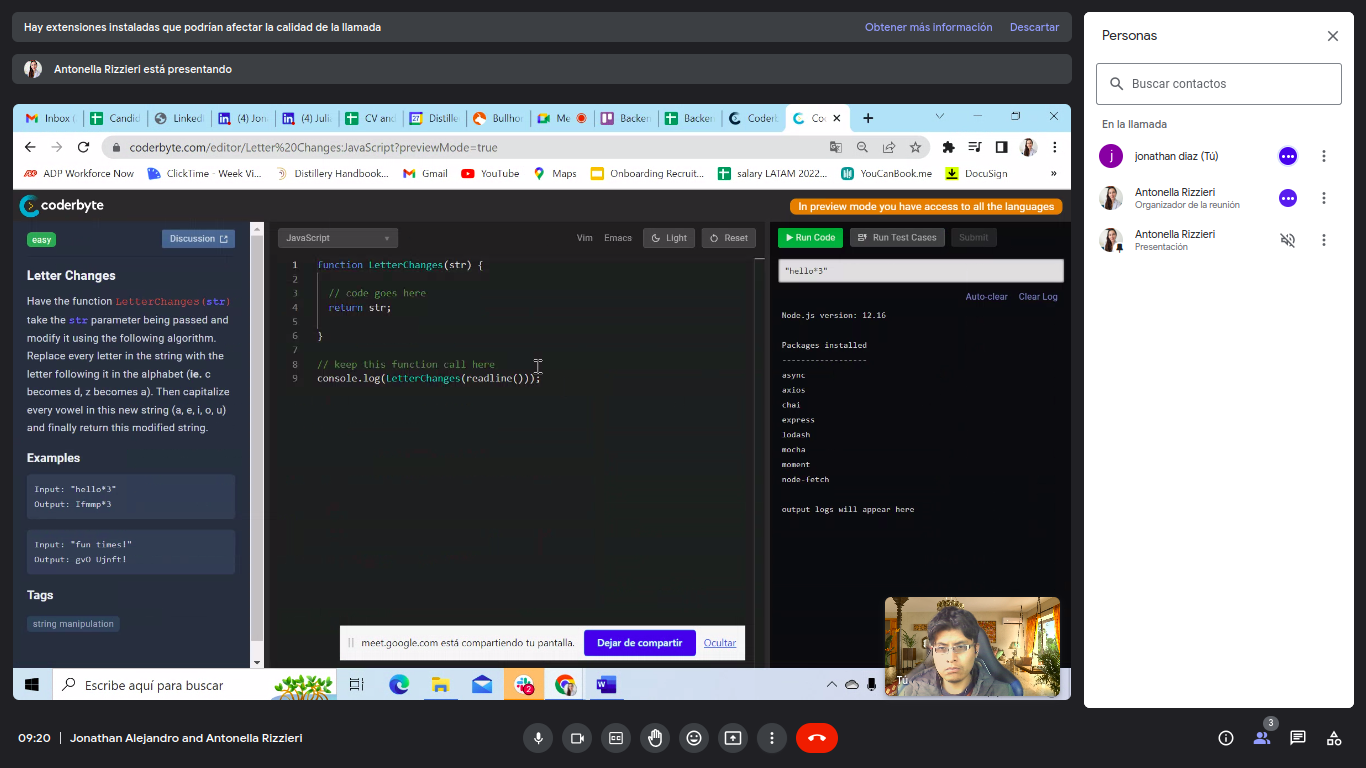 Hay extensiones instaladas que podrían afectar la calidad de la llamada
Obtener más información
Descartar
Antonella Rizzieri está presentando
Inbox (
Candid
LinkedI
(4) Jon
(4) Juli
CV and
Distille
Bullho
Me
Backen
Backen
Coderb
Co
coderbyte.com/editor/Letter%20Changes:JavaScript?previewMode=true
ADP Workforce Now
ClickTime - Week Vi...
Distillery Handbook...
Gmail
YouTube
Maps
Onboarding Recruit...
salary LATAM 2022...
YouCanBook.me
DocuSign
»
coderbyte
In preview mode you have access to all the languages
easy
Discussion
Letter Changes
Have the function LetterChanges(str)
take the str parameter being passed and
modify it using the following algorithm.
Replace every letter in the string with the
letter following it in the alphabet (ie. c
becomes d, z becomes a). Then capitalize
every vowel in this new string (a, e, i, o, u)
and finally return this modified string.
Examples
Input: "hello*3"
Output: Ifmmp*3
Input: "fun times!"
Output: gvO Ujnft!
Tags
string manipulation
JavaScript
Vim
Emacs
Light
Reset
1 function LetterChanges(str) {
2
3 // code goes here
4 return str;
5
6 }
7
8 // keep this function call here
9 console.log(LetterChanges(readline()));
Run Code
Run Test Cases
Submit
"hello*3"
Auto-clear
Clear Log
Node.js version: 12.16
Packages installed
------------------
async
axios
chai
express
lodash
mocha
moment
node-fetch
output logs will appear here
meet.google.com está compartiendo tu pantalla.
Dejar de compartir
Ocultar
Tú
Escribe aquí para buscar
2
09:20 | Jonathan Alejandro and Antonella Rizzieri
3
Personas
Buscar contactos
En la llamada
j
jonathan diaz (Tú)
Antonella Rizzieri
Organizador de la reunión
Antonella Rizzieri
Presentación